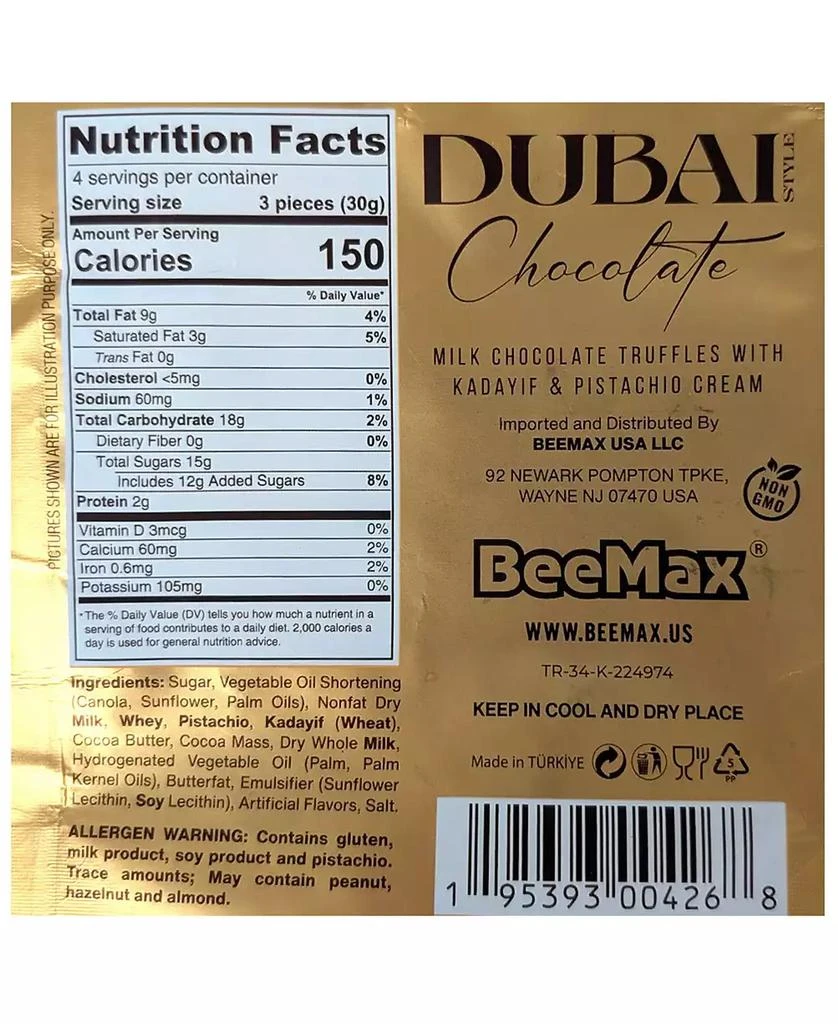 PICTURES SHOWN ARE FOR ILLUSTRATION PURPOSE ONLY.
Nutrition Facts
4 servings per container
Serving size 3 pieces (30g)
Amount Per Serving
Calories 150
% Daily Value*
Total Fat 9g 4%
Saturated Fat 3g 5%
Trans Fat 0g
Cholesterol <5mg 0%
Sodium 60mg 1%
Total Carbohydrate 18g 2%
Dietary Fiber 0g 0%
Total Sugars 15g
Includes 12g Added Sugars 8%
Protein 2g
Vitamin D 3mcg 0%
Calcium 60mg 2%
Iron 0.6mg 2%
Potassium 105mg 0%
*The % Daily Value (DV) tells you how much a nutrient in a
serving of food contributes to a daily diet. 2,000 calories a
day is used for general nutrition advice.
Ingredients: Sugar, Vegetable Oil Shortening
(Canola, Sunflower, Palm Oils), Nonfat Dry
Milk, Whey, Pistachio, Kadayif (Wheat),
Cocoa Butter, Cocoa Mass, Dry Whole Milk,
Hydrogenated Vegetable Oil (Palm, Palm
Kernel Oils), Butterfat, Emulsifier (Sunflower
Lecithin, Soy Lecithin), Artificial Flavors, Salt.
ALLERGEN WARNING: Contains gluten,
milk product, soy product and pistachio.
Trace amounts; May contain peanut,
hazelnut and almond.
DUBAI STYLE
Chocolate
MILK CHOCOLATE TRUFFLES WITH
KADAYIF & PISTACHIO CREAM
Imported and Distributed By
BEEMAX USA LLC
92 NEWARK POMPTON TPKE,
WAYNE NJ 07470 USA
NON
GMO
BeeMax®
WWW.BEEMAX.US
TR-34-K-224974
KEEP IN COOL AND DRY PLACE
Made in TÜRKİYE
5
PP
1 95393 00426 8